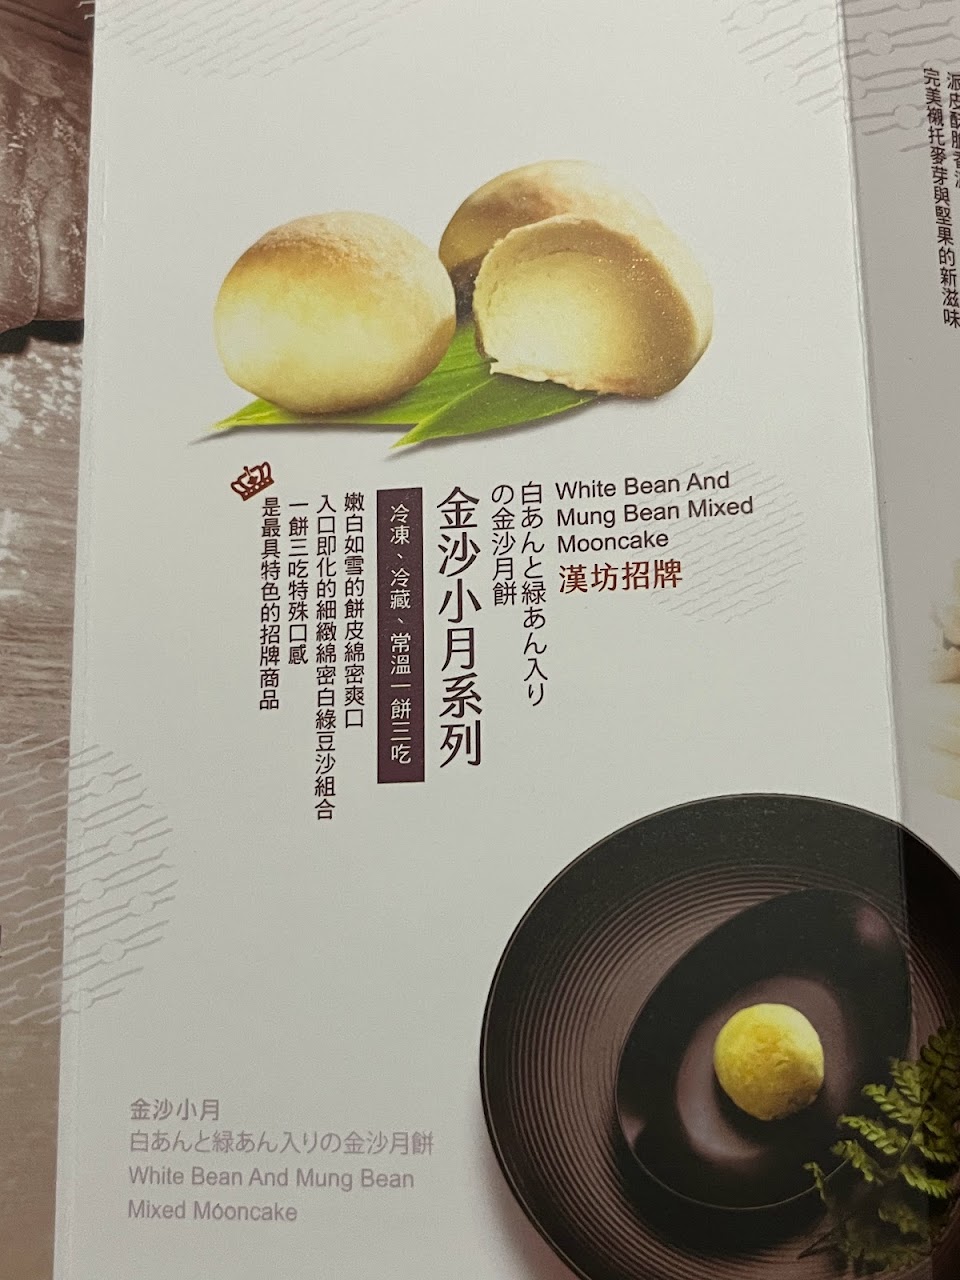 White Bean And
Mung Bean Mixed
Mooncake
漢坊招牌
白あんと緑あん入り
の金沙月餅
金沙小月系列
冷凍、冷藏、常溫一餅三吃
嫩白如雪的餅皮綿密爽口
入口即化的細緻綿密白綠豆沙組合
一餅三吃特殊口感
是最具特色的招牌商品
完美襯托麥芽與堅果的新滋味
金沙小月
白あんと緑あん入りの金沙月餅
White Bean And Mung Bean
Mixed Mooncake